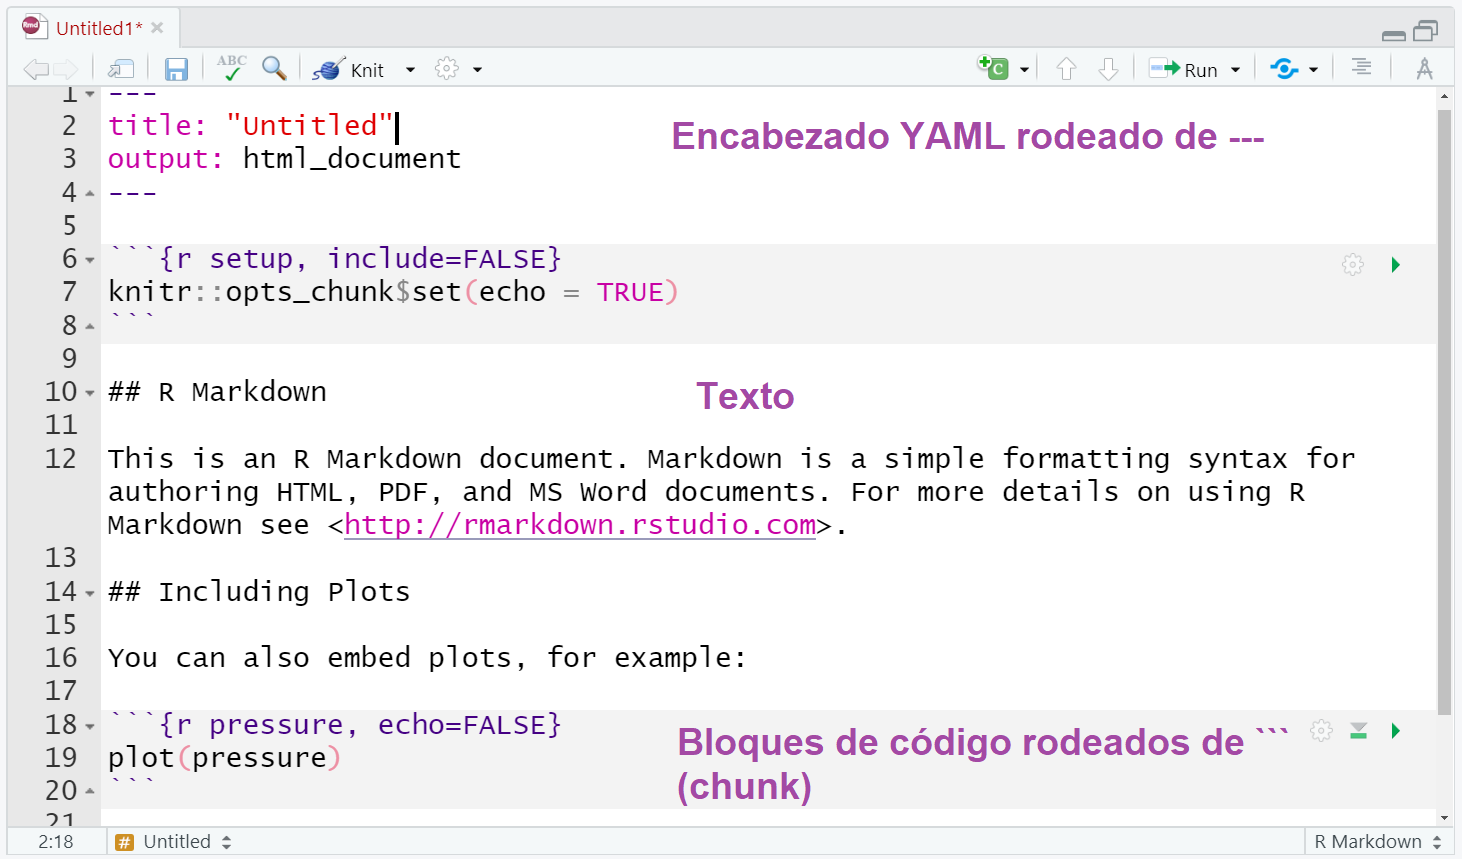 Rmd Untitled1*
ABC Knit C Run
1 ---
2 title: "Untitled"
Encabezado YAML rodeado de ---
3 output: html_document
4 ---
5
6 ```{r setup, include=FALSE}
7 knitr::opts_chunk$set(echo = TRUE)
8 ```
9
10 ## R Markdown
Texto
11
12 This is an R Markdown document. Markdown is a simple formatting syntax for
authoring HTML, PDF, and MS Word documents. For more details on using R
Markdown see <http://rmarkdown.rstudio.com>.
13
14 ## Including Plots
15
16 You can also embed plots, for example:
17
18 ```{r pressure, echo=FALSE}
Bloques de código rodeados de ```
19 plot(pressure)
(chunk)
20 ```
21
2:18 # Untitled R Markdown